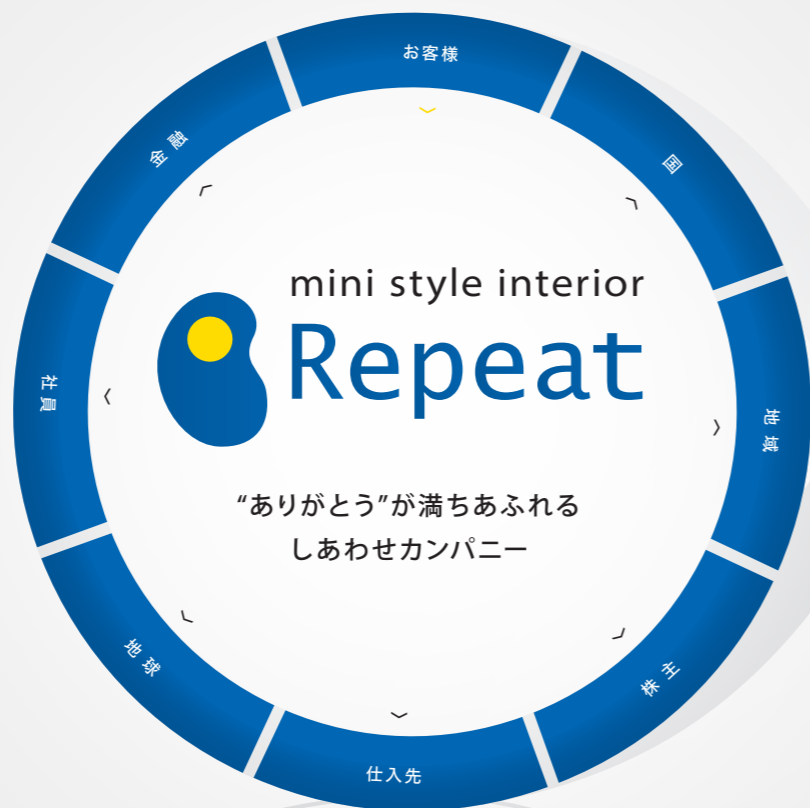 お客様
国
地域
株主
仕入先
地球
社員
金融
mini style interior
Repeat
“ありがとう”が満ちあふれる
しあわせカンパニー